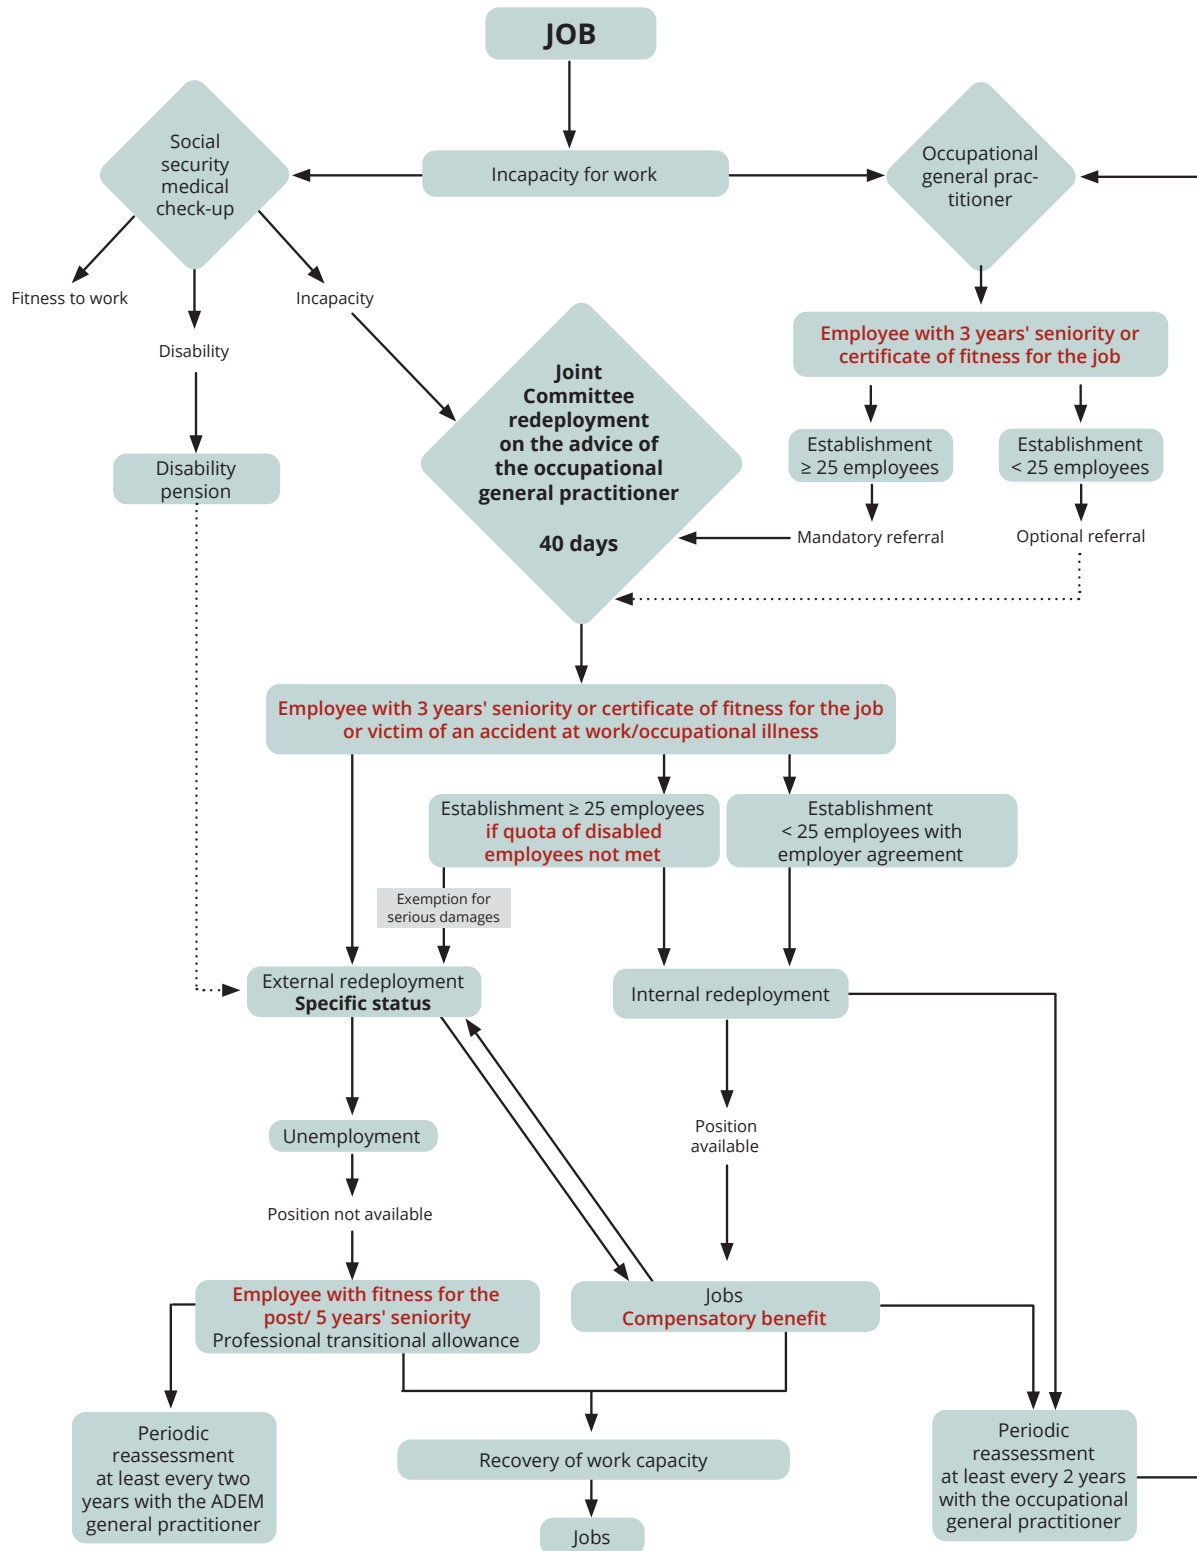 JOB
Social
security
medical
check-up
Incapacity for work
Occupational
general prac-
titioner
Fitness to work
Incapacity
Disability
Employee with 3 years' seniority or
certificate of fitness for the job
Joint
Committee
redeployment
on the advice of
the occupational
general practitioner
40 days
Establishment
≥ 25 employees
Establishment
< 25 employees
Disability
pension
Mandatory referral
Optional referral
Employee with 3 years' seniority or certificate of fitness for the job
or victim of an accident at work/occupational illness
Establishment ≥ 25 employees
if quota of disabled
employees not met
Establishment
< 25 employees with
employer agreement
Exemption for
serious damages
External redeployment
Specific status
Internal redeployment
Unemployment
Position
available
Position not available
Employee with fitness for the
post/ 5 years' seniority
Professional transitional allowance
Jobs
Compensatory benefit
Periodic
reassessment
at least every two
years with the ADEM
general practitioner
Recovery of work capacity
Periodic
reassessment
at least every 2 years
with the occupational
general practitioner
Jobs